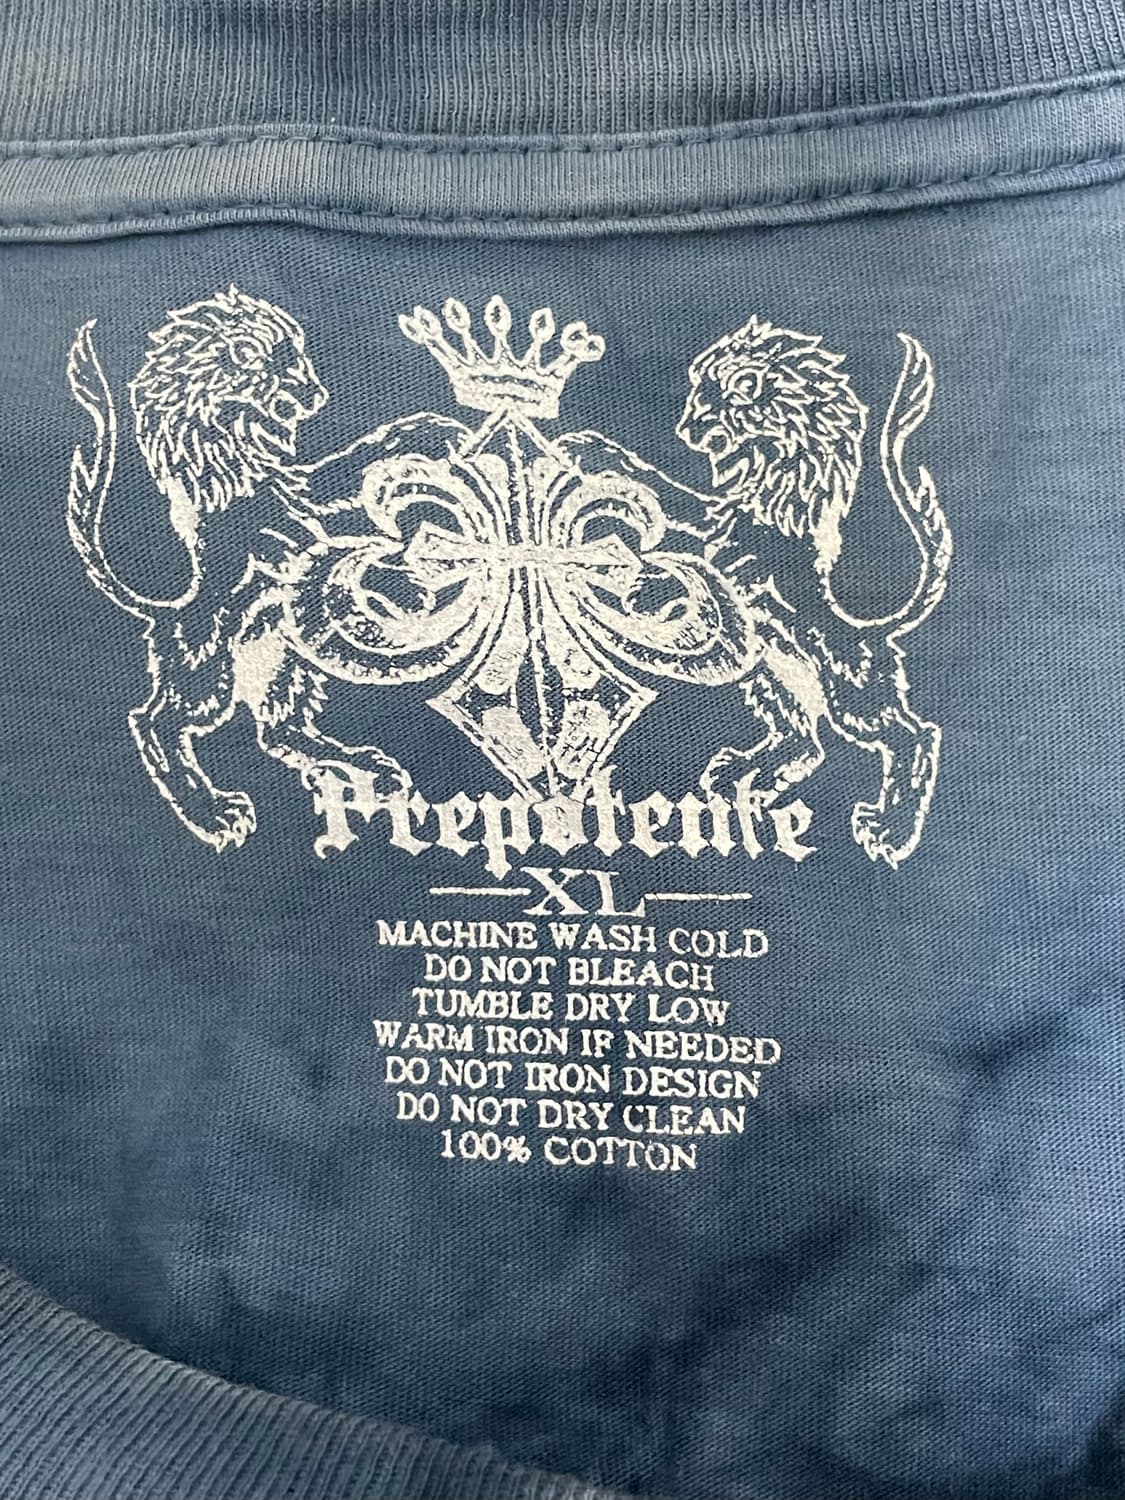 Prepotente
XL
MACHINE WASH COLD
DO NOT BLEACH
TUMBLE DRY LOW
WARM IRON IF NEEDED
DO NOT IRON DESIGN
DO NOT DRY CLEAN
100% COTTON